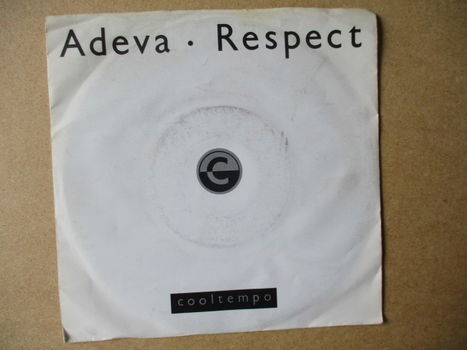 Adeva · Respect
C
cooltempo